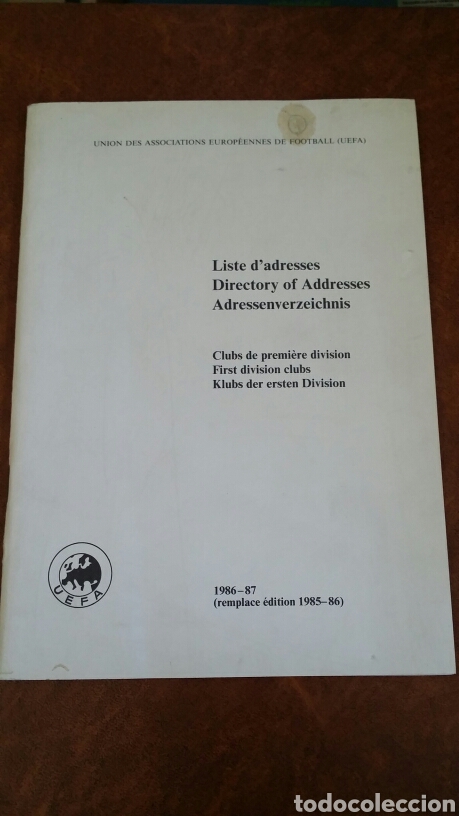 UNION DES ASSOCIATIONS EUROPÉENNES DE FOOTBALL (UEFA)
Liste d'adresses
Directory of Addresses
Adressenverzeichnis
Clubs de première division
First division clubs
Klubs der ersten Division
UEFA
1986–87
(remplace édition 1985–86)
todocoleccion